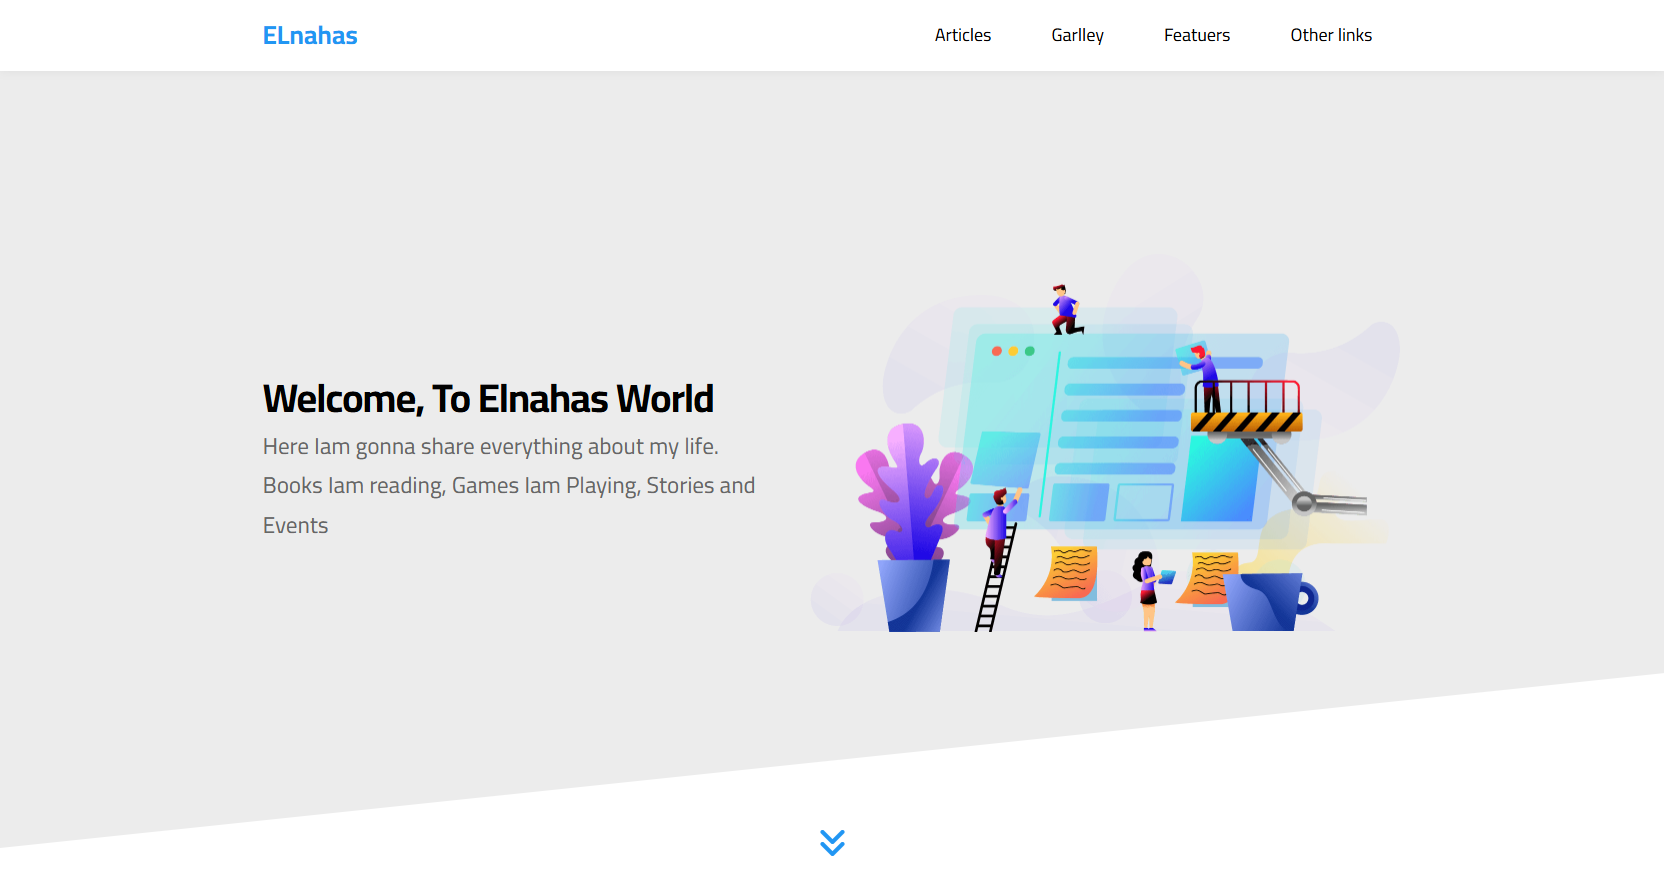 ELnahas
Articles Garlley Featuers Other links
Welcome, To Elnahas World
Here Iam gonna share everything about my life.
Books Iam reading, Games Iam Playing, Stories and
Events